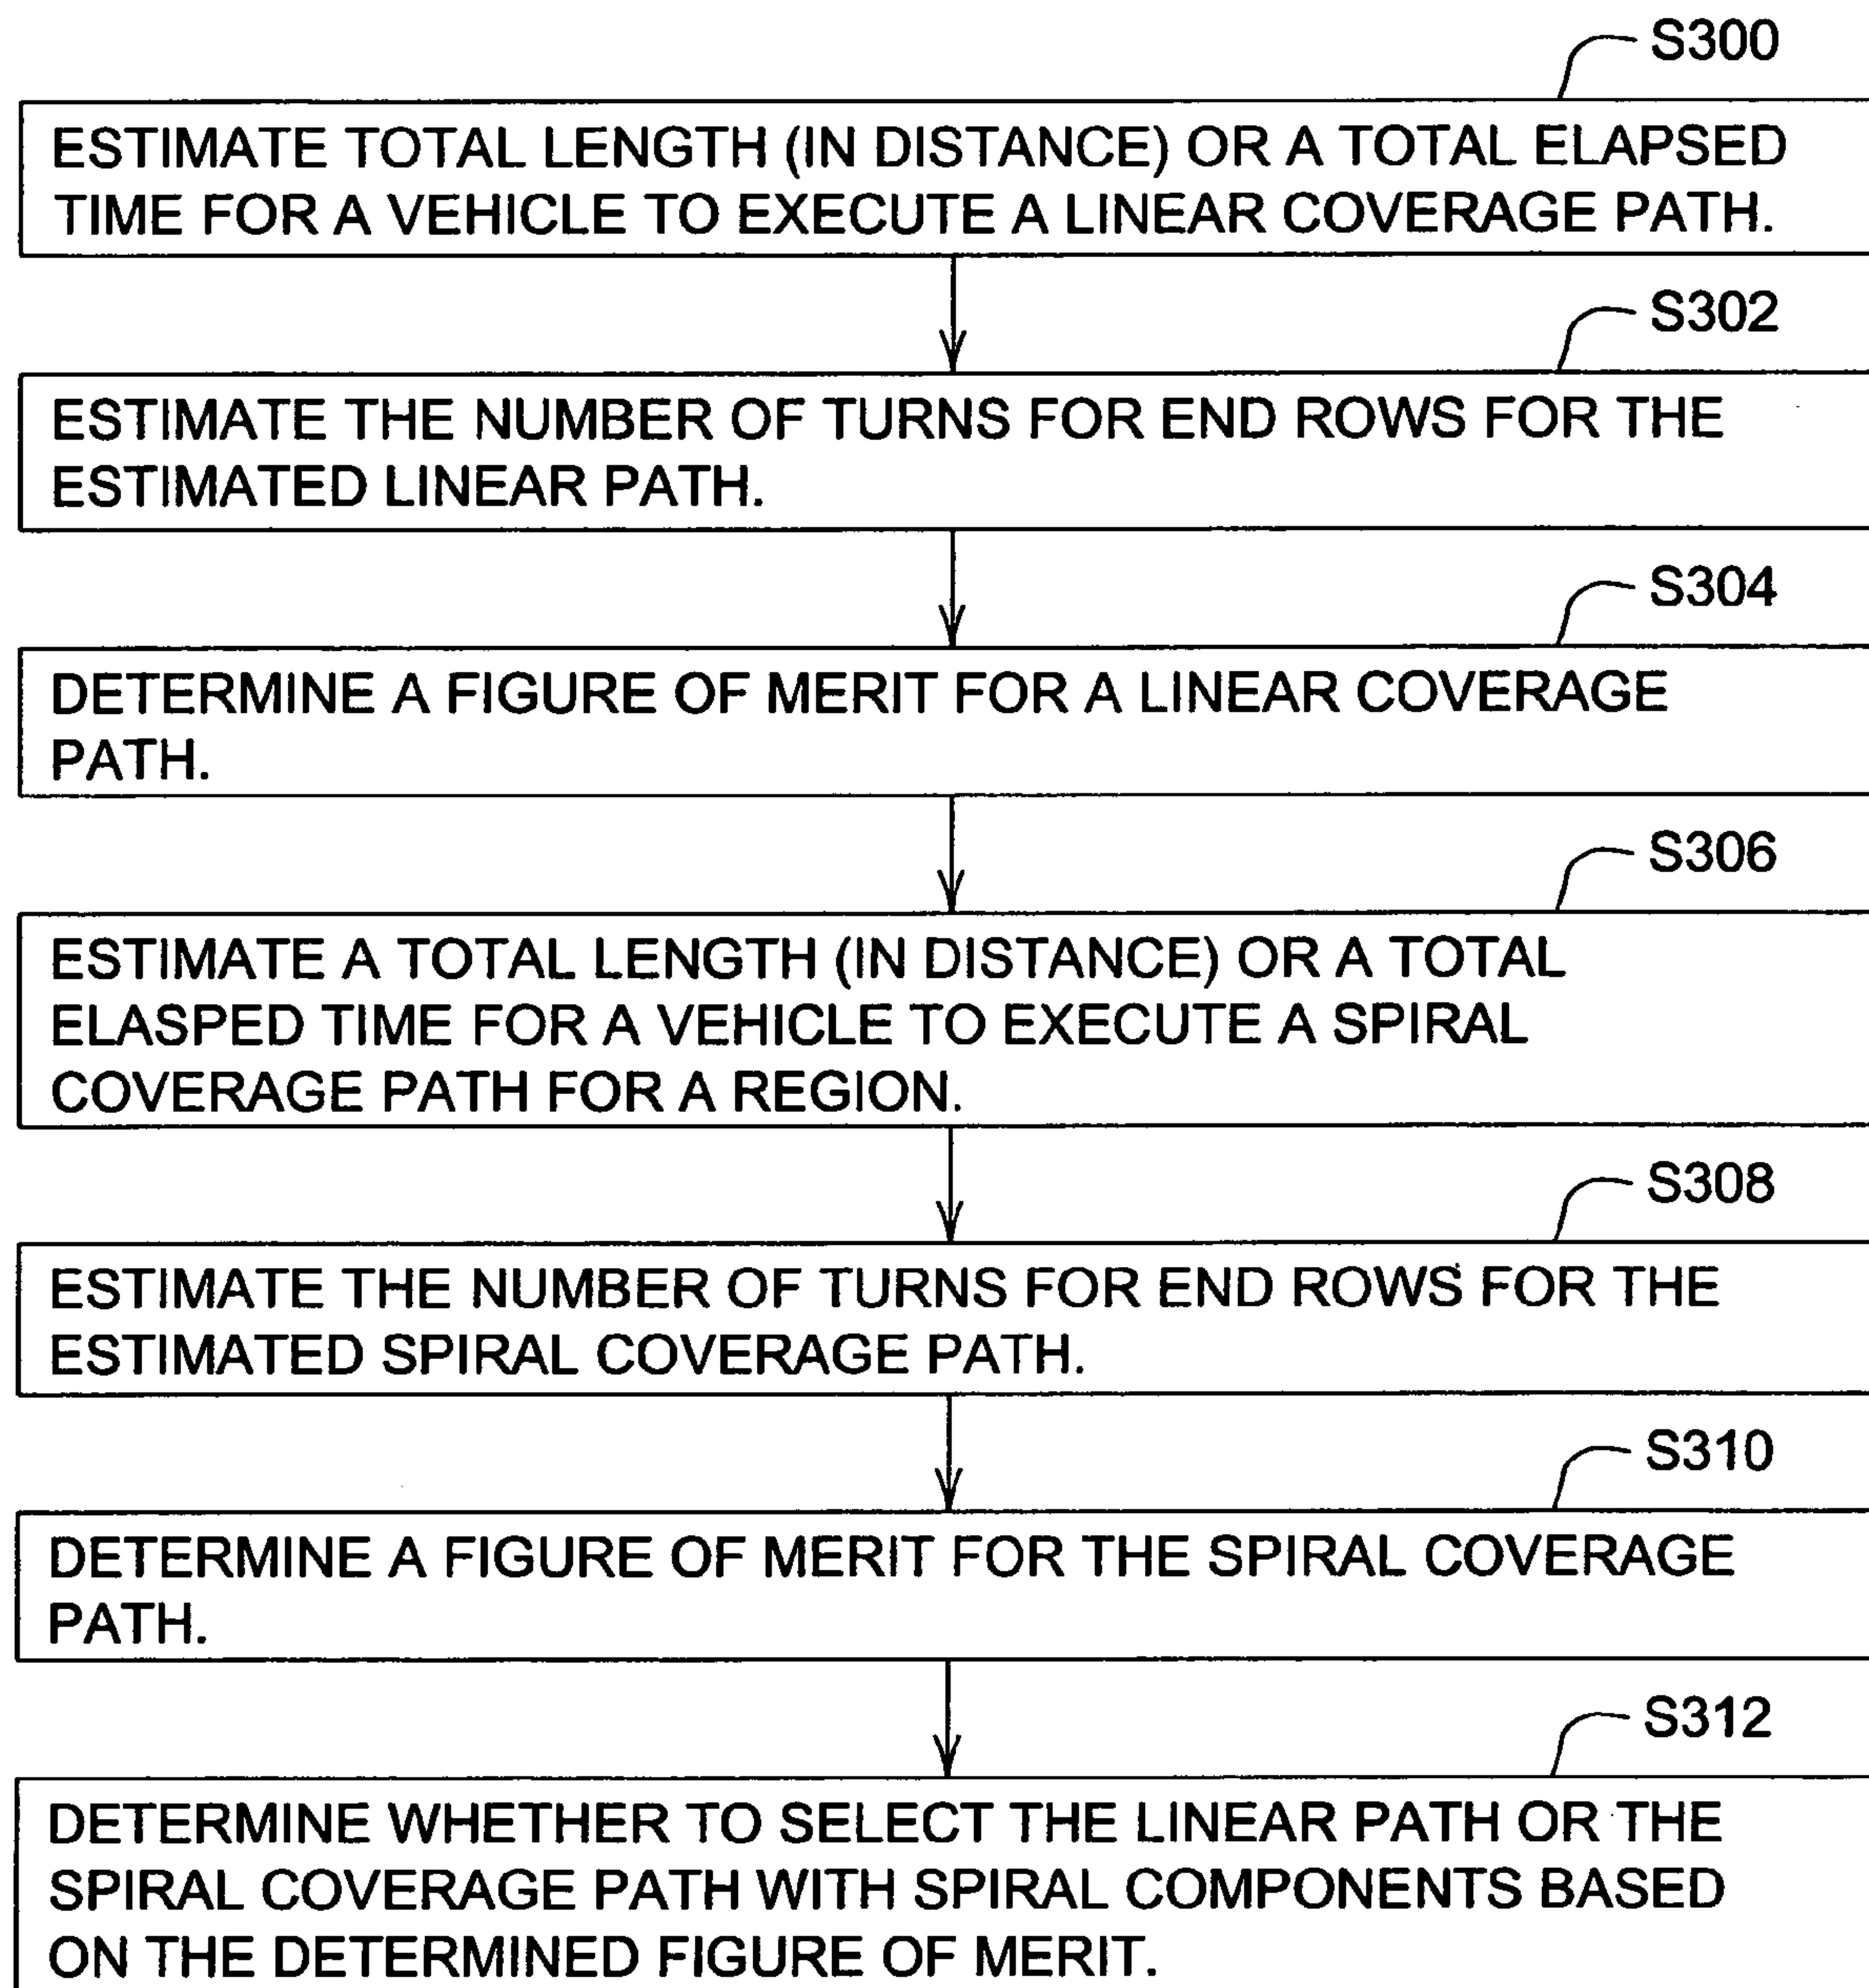 S300
ESTIMATE TOTAL LENGTH (IN DISTANCE) OR A TOTAL ELAPSED
TIME FOR A VEHICLE TO EXECUTE A LINEAR COVERAGE PATH.
S302
ESTIMATE THE NUMBER OF TURNS FOR END ROWS FOR THE
ESTIMATED LINEAR PATH.
S304
DETERMINE A FIGURE OF MERIT FOR A LINEAR COVERAGE
PATH.
S306
ESTIMATE A TOTAL LENGTH (IN DISTANCE) OR A TOTAL
ELASPED TIME FOR A VEHICLE TO EXECUTE A SPIRAL
COVERAGE PATH FOR A REGION.
S308
ESTIMATE THE NUMBER OF TURNS FOR END ROWS FOR THE
ESTIMATED SPIRAL COVERAGE PATH.
S310
DETERMINE A FIGURE OF MERIT FOR THE SPIRAL COVERAGE
PATH.
S312
DETERMINE WHETHER TO SELECT THE LINEAR PATH OR THE
SPIRAL COVERAGE PATH WITH SPIRAL COMPONENTS BASED
ON THE DETERMINED FIGURE OF MERIT.